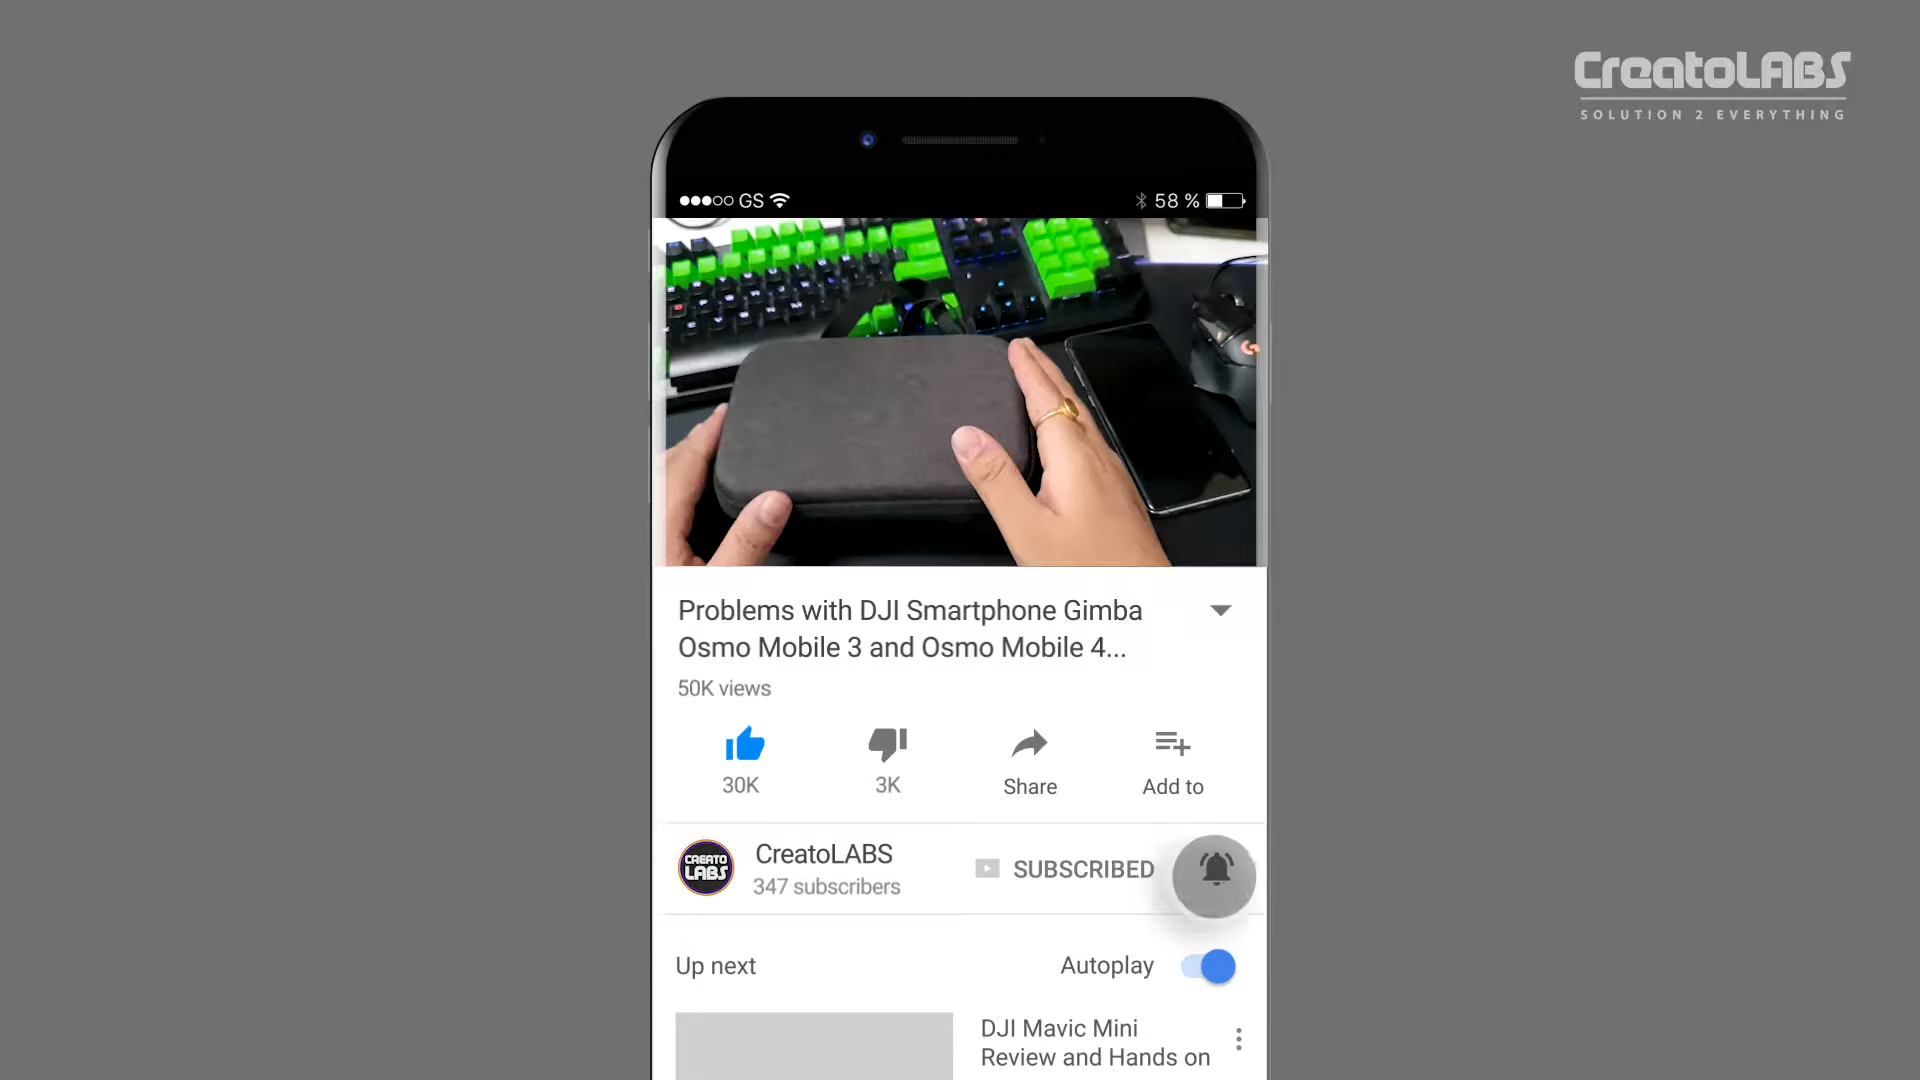 CreatoLABS
SOLUTION 2 EVERYTHING
GS
58 %
Problems with DJI Smartphone Gimba
Osmo Mobile 3 and Osmo Mobile 4...
50K views
30K
3K
Share
Add to
CREATO
LABS
CreatoLABS
347 subscribers
SUBSCRIBED
Up next
Autoplay
DJI Mavic Mini
Review and Hands on